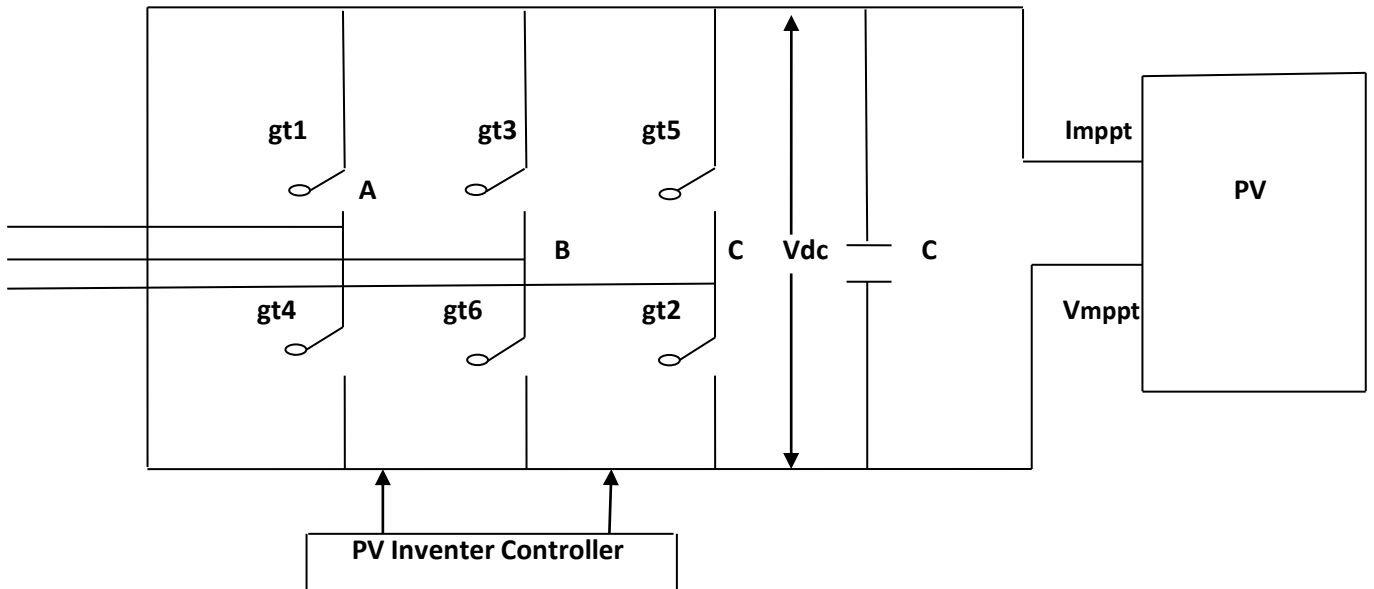 gt1 gt3 gt5 Imppt
A PV
B C Vdc C
gt4 gt6 gt2 Vmppt
PV Inventer Controller